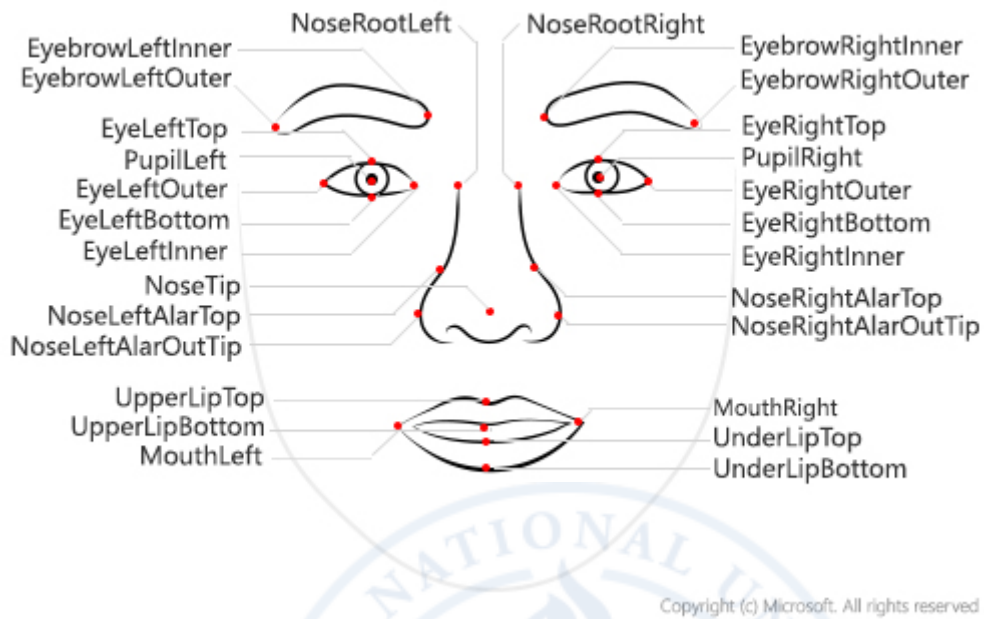 NoseRootLeft
NoseRootRight
EyebrowLeftInner
EyebrowRightInner
EyebrowLeftOuter
EyebrowRightOuter
EyeLeftTop
EyeRightTop
PupilLeft
PupilRight
EyeLeftOuter
EyeRightOuter
EyeLeftBottom
EyeRightBottom
EyeLeftInner
EyeRightInner
NoseTip
NoseRightAlarTop
NoseLeftAlarTop
NoseRightAlarOutTip
NoseLeftAlarOutTip
UpperLipTop
MouthRight
UpperLipBottom
UnderLipTop
MouthLeft
UnderLipBottom
NATIONAL
Copyright (c) Microsoft. All rights reserved